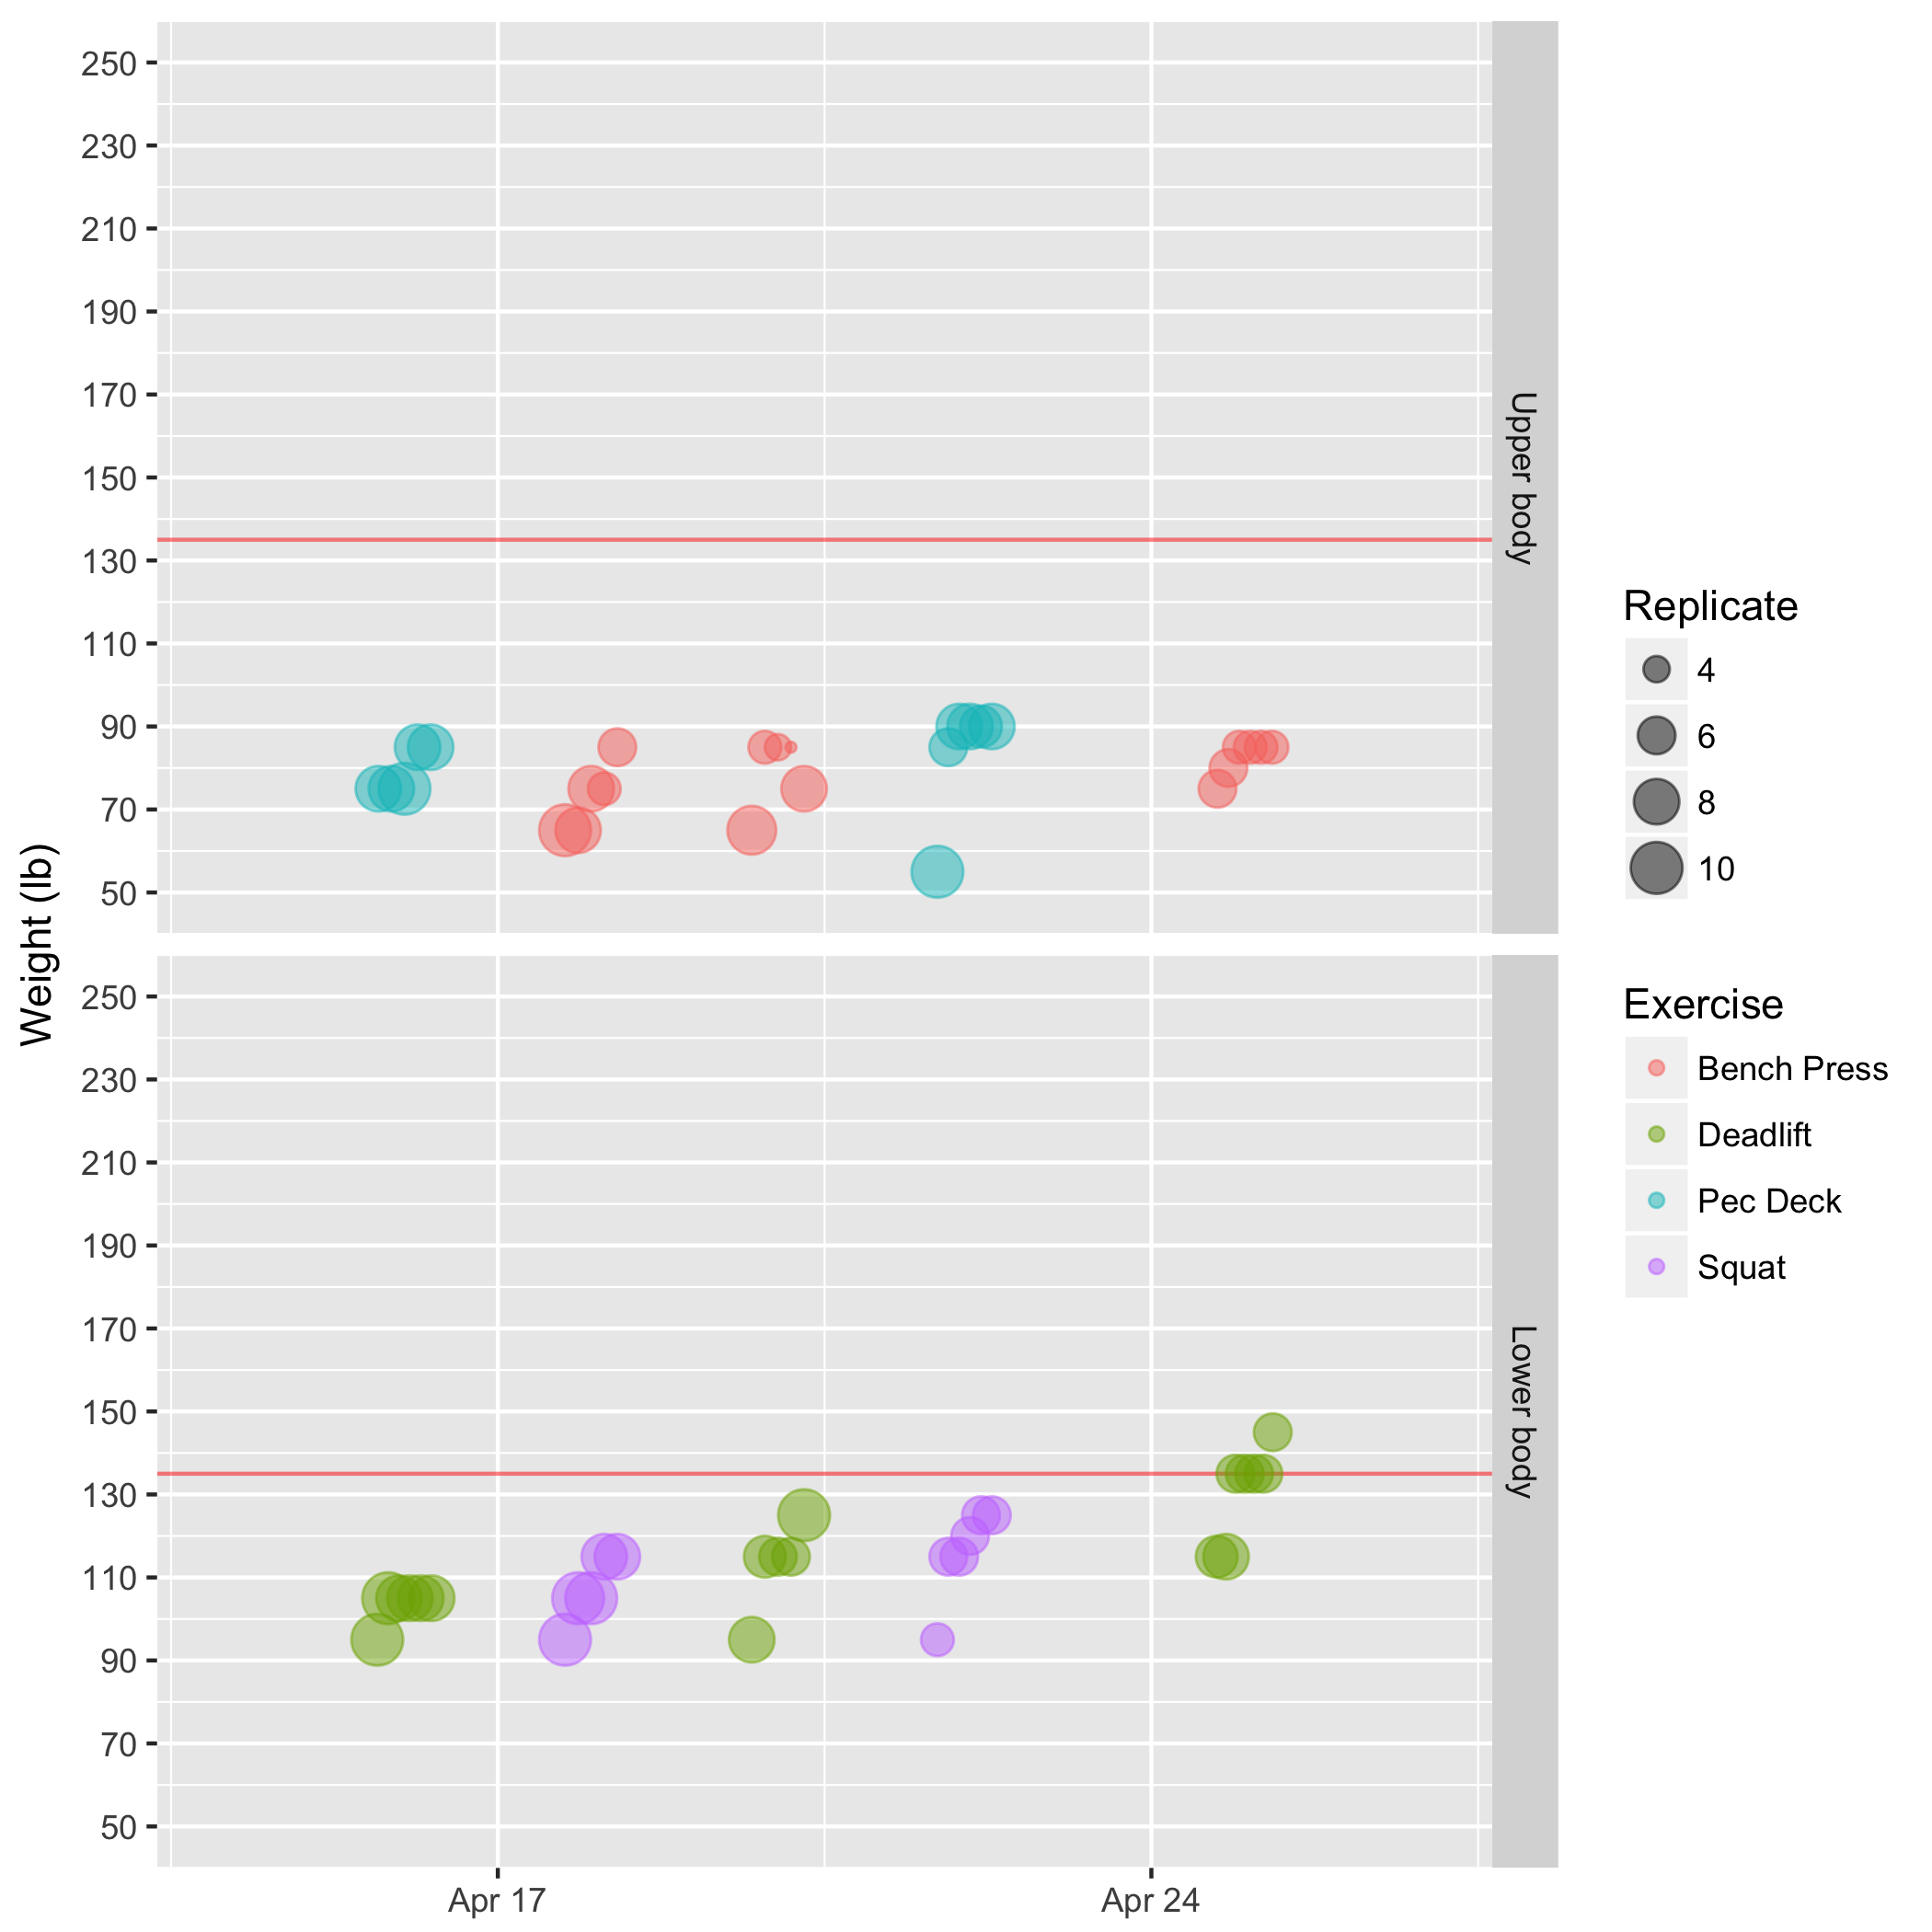 Weight (lb)
250
230
210
190
170
150
130
110
90
70
50
Upper body
250
230
210
190
170
150
130
110
90
70
50
Lower body
Apr 17
Apr 24
Replicate
4
6
8
10
Exercise
Bench Press
Deadlift
Pec Deck
Squat